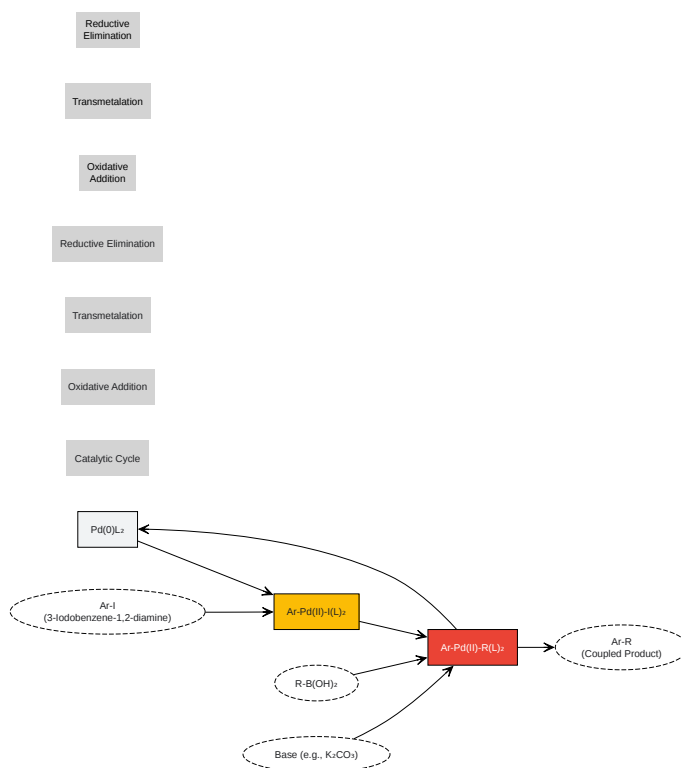 Reductive
Elimination
Transmetalation
Oxidative
Addition
Reductive Elimination
Transmetalation
Oxidative Addition
Catalytic Cycle
Pd(0)L₂
Ar-I
(3-Iodobenzene-1,2-diamine)
Ar-Pd(II)-I(L)₂
Ar-Pd(II)-R(L)₂
Ar-R
(Coupled Product)
R-B(OH)₂
Base (e.g., K₂CO₃)